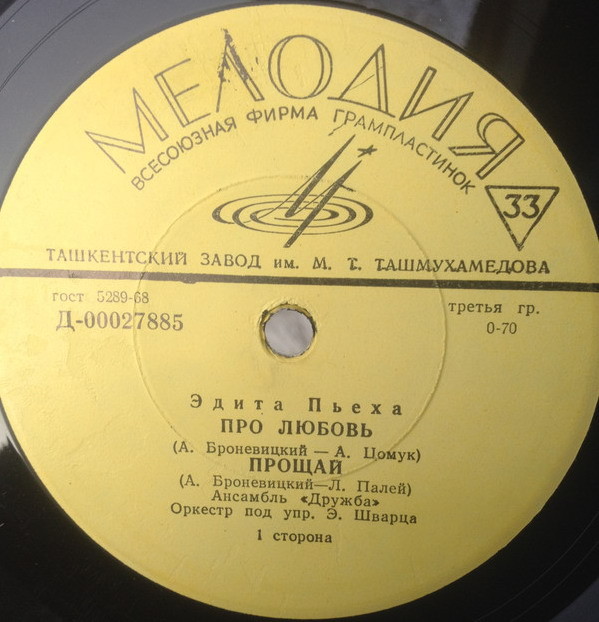 МЕЛОДИЯ
ВСЕСОЮЗНАЯ ФИРМА ГРАМПЛАСТИНОК
33
ТАШКЕНТСКИЙ ЗАВОД им. М. Т. ТАШМУХАМЕДОВА
гост 5289-68
третья гр.
Д-00027885
0-70
Эдита Пьеха
ПРО ЛЮБОВЬ
(А. Броневицкий — А. Цомук)
ПРОЩАЙ
(А. Броневицкий—Л. Палей)
Ансамбль «Дружба»
Оркестр под упр. Э. Шварца
1 сторона